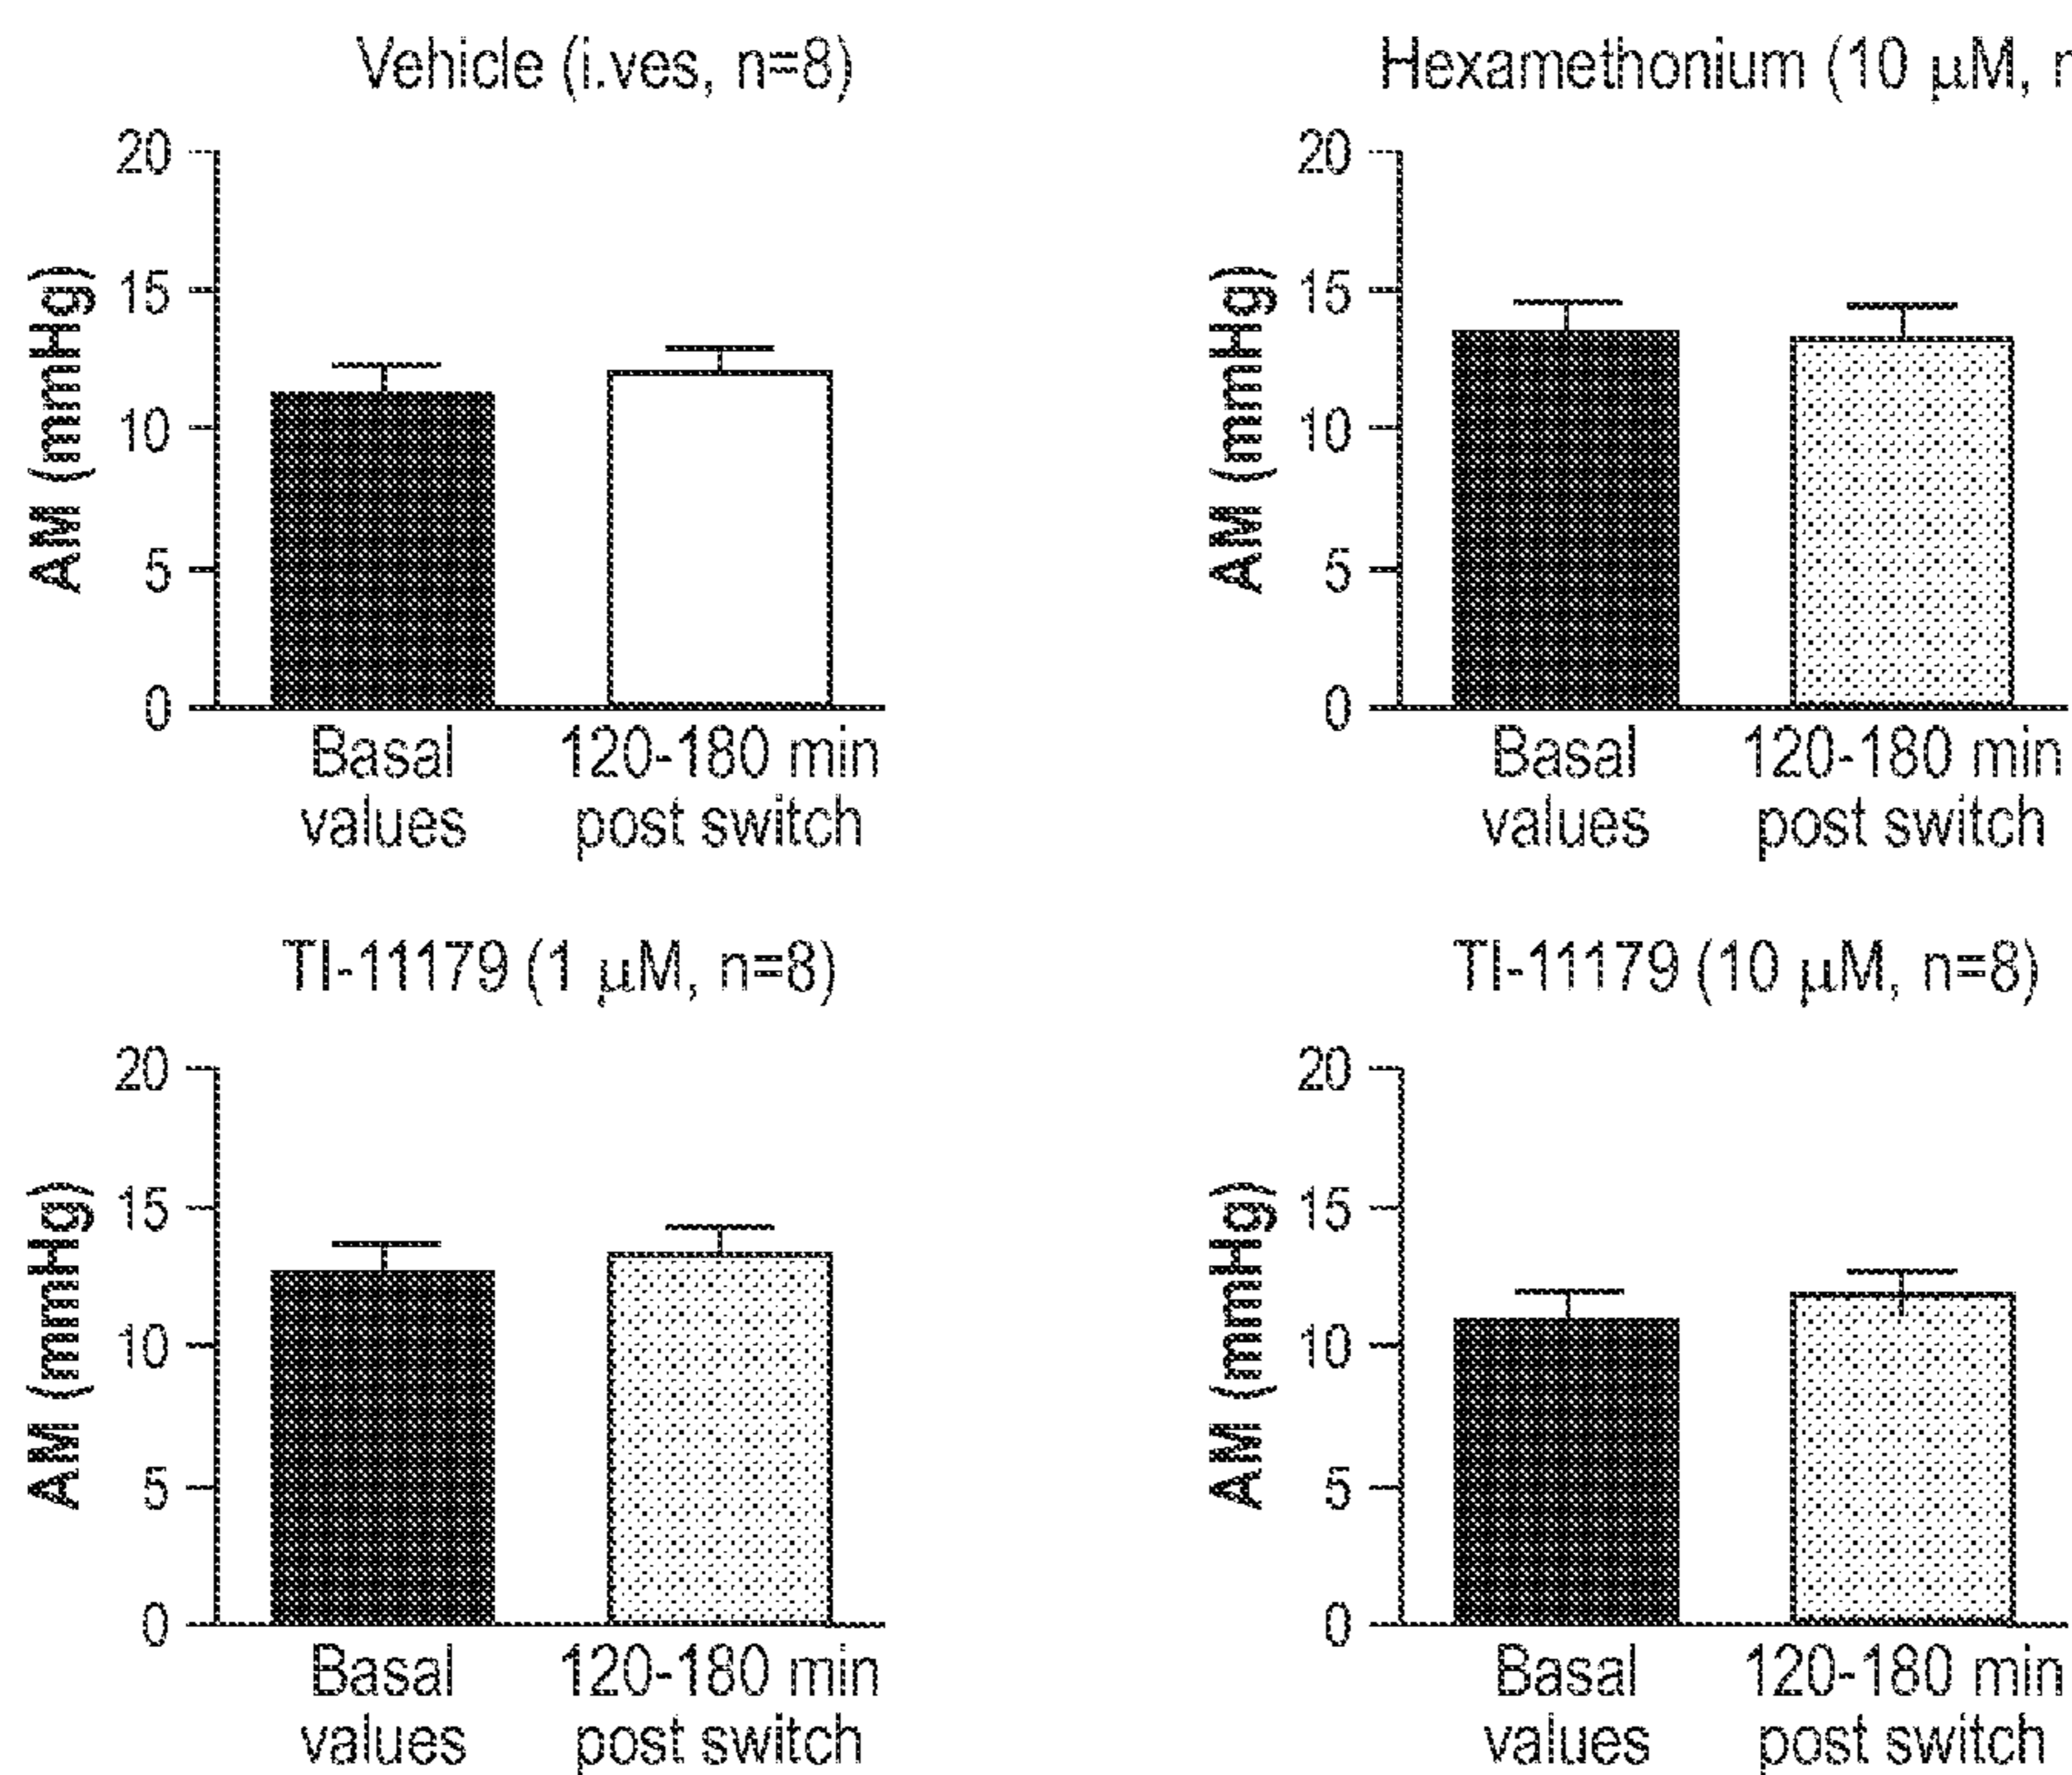 Vehicle (i.ves, n=8)
20
15
10
5
0
AM (mmHg)
Basal
values
120-180 min
post switch
Hexamethonium (10 μM, n
20
15
10
5
0
AM (mmHg)
Basal
values
120-180 min
post switch
TI-11179 (1 μM, n=8)
20
15
10
5
0
AM (mmHg)
Basal
values
120-180 min
post switch
TI-11179 (10 μM, n=8)
20
15
10
5
0
AM (mmHg)
Basal
values
120-180 min
post switch